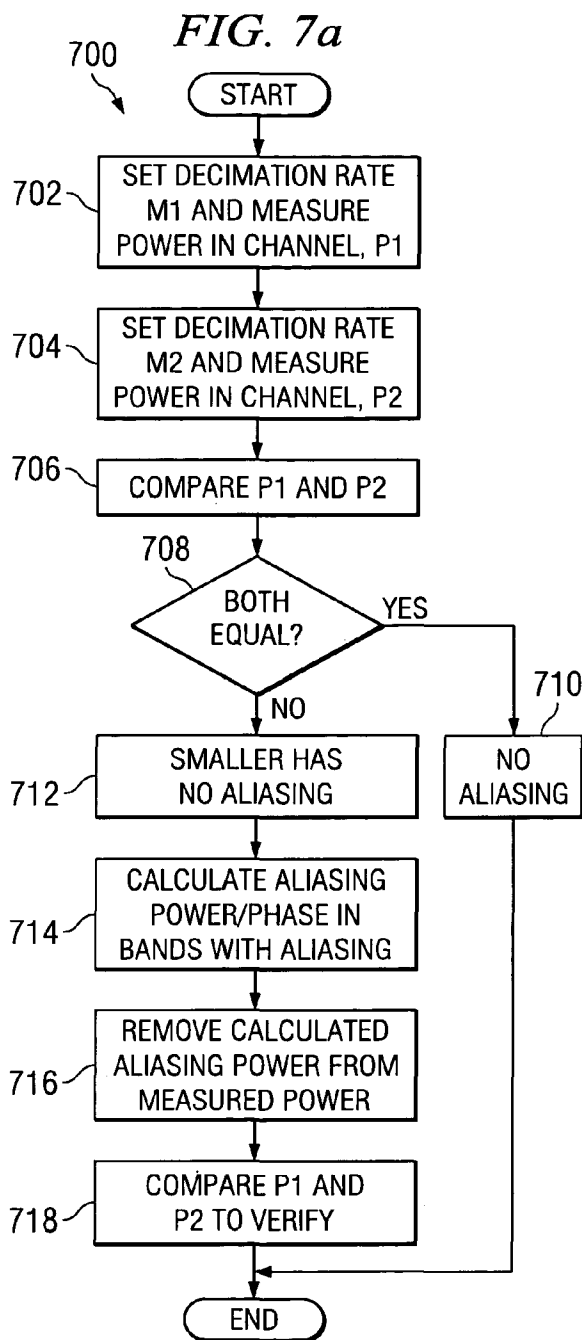 FIG. 7a
700
START
702
SET DECIMATION RATE
M1 AND MEASURE
POWER IN CHANNEL, P1
704
SET DECIMATION RATE
M2 AND MEASURE
POWER IN CHANNEL, P2
706
COMPARE P1 AND P2
708
BOTH
EQUAL?
YES
NO
710
NO
ALIASING
712
SMALLER HAS
NO ALIASING
714
CALCULATE ALIASING
POWER/PHASE IN
BANDS WITH ALIASING
716
REMOVE CALCULATED
ALIASING POWER FROM
MEASURED POWER
718
COMPARE P1 AND
P2 TO VERIFY
END